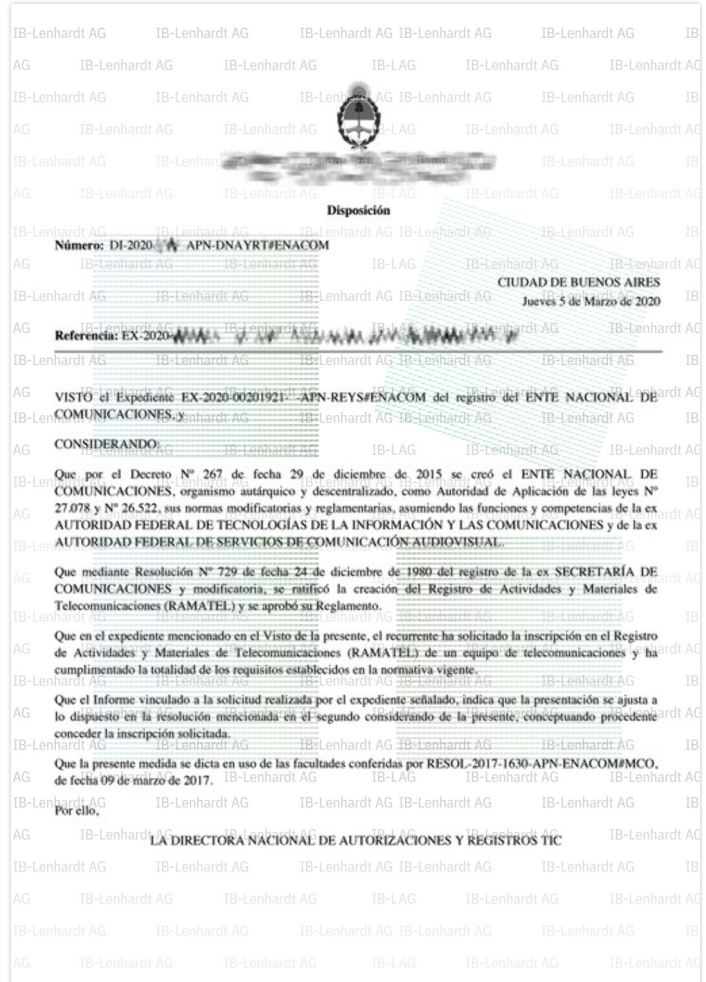 Disposición
Número: DI-2020- APN-DNAYRT#ENACOM
CIUDAD DE BUENOS AIRES
Jueves 5 de Marzo de 2020
Referencia: EX-2020-
VISTO el Expediente EX-2020-00201921- -APN-REYS#ENACOM del registro del ENTE NACIONAL DE
COMUNICACIONES, y
CONSIDERANDO:
Que por el Decreto N° 267 de fecha 29 de diciembre de 2015 se creó el ENTE NACIONAL DE
COMUNICACIONES, organismo autárquico y descentralizado, como Autoridad de Aplicación de las leyes N°
27.078 y N° 26.522, sus normas modificatorias y reglamentarias, asumiendo las funciones y competencias de la ex
AUTORIDAD FEDERAL DE TECNOLOGÍAS DE LA INFORMACIÓN Y LAS COMUNICACIONES y de la ex
AUTORIDAD FEDERAL DE SERVICIOS DE COMUNICACIÓN AUDIOVISUAL.
Que mediante Resolución N° 729 de fecha 24 de diciembre de 1980 del registro de la ex SECRETARÍA DE
COMUNICACIONES y modificatoria, se ratificó la creación del Registro de Actividades y Materiales de
Telecomunicaciones (RAMATEL) y se aprobó su Reglamento.
Que en el expediente mencionado en el Visto de la presente, el recurrente ha solicitado la inscripción en el Registro
de Actividades y Materiales de Telecomunicaciones (RAMATEL) de un equipo de telecomunicaciones y ha
cumplimentado la totalidad de los requisitos establecidos en la normativa vigente.
Que el Informe vinculado a la solicitud realizada por el expediente señalado, indica que la presentación se ajusta a
lo dispuesto en la resolución mencionada en el segundo considerando de la presente, conceptuando procedente
conceder la inscripción solicitada.
Que la presente medida se dicta en uso de las facultades conferidas por RESOL-2017-1630-APN-ENACOM#MCO,
de fecha 09 de marzo de 2017.
Por ello,
LA DIRECTORA NACIONAL DE AUTORIZACIONES Y REGISTROS TIC